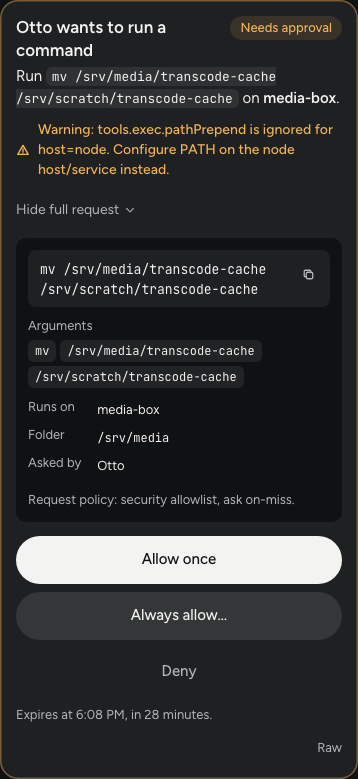 Otto wants to run a
command
Needs approval
Run mv /srv/media/transcode-cache
/srv/scratch/transcode-cache on media-box.
Warning: tools.exec.pathPrepend is ignored for
host=node. Configure PATH on the node
host/service instead.
Hide full request
mv /srv/media/transcode-cache
/srv/scratch/transcode-cache
Arguments
mv /srv/media/transcode-cache
/srv/scratch/transcode-cache
Runs on media-box
Folder /srv/media
Asked by Otto
Request policy: security allowlist, ask on-miss.
Allow once
Always allow...
Deny
Expires at 6:08 PM, in 28 minutes.
Raw